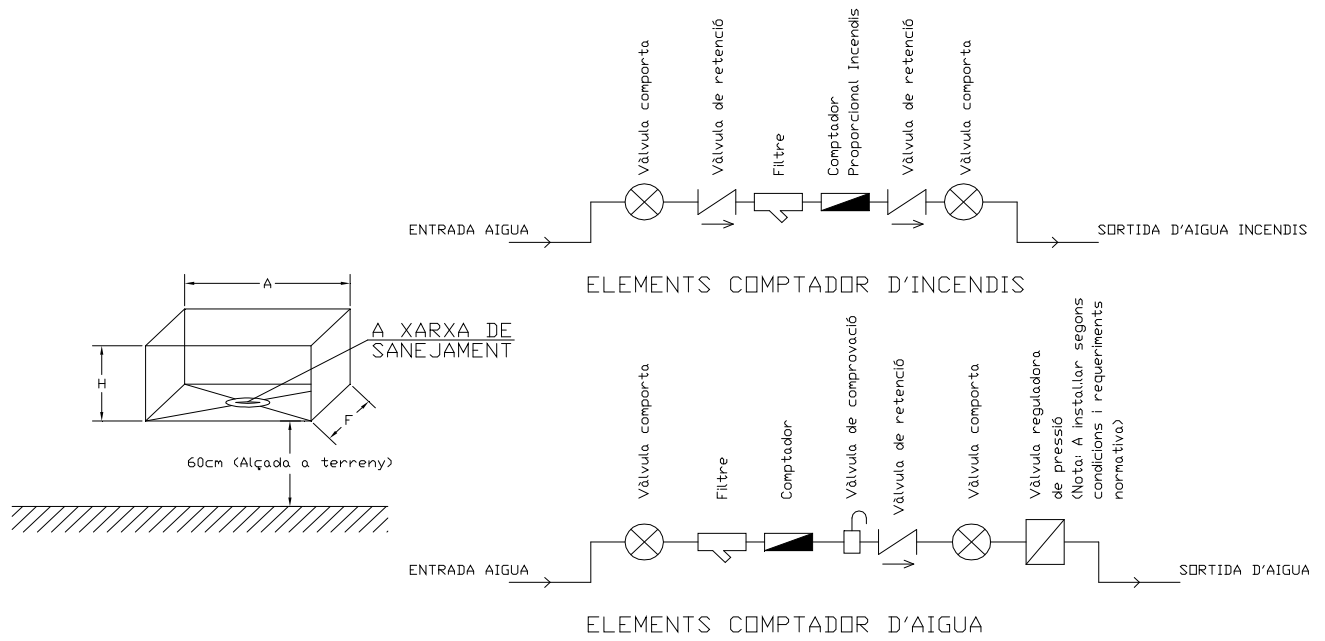 Vàlvula comporta
Vàlvula de retenció
Filtre
Comptador
Proporcional Incendis
Vàlvula de retenció
Vàlvula comporta
ENTRADA AIGUA
SORTIDA D'AIGUA INCENDIS
ELEMENTS COMPTADOR D'INCENDIS
A
H
F
A XARXA DE
SANEJAMENT
60cm (Alçada a terreny)
Vàlvula comporta
Filtre
Comptador
Vàlvula de comprovació
Vàlvula de retenció
Vàlvula comporta
Vàlvula reguladora
de pressió
(Nota: A instal.lar segons
condicions i requeriments
normativa)
ENTRADA AIGUA
SORTIDA D'AIGUA
ELEMENTS COMPTADOR D'AIGUA